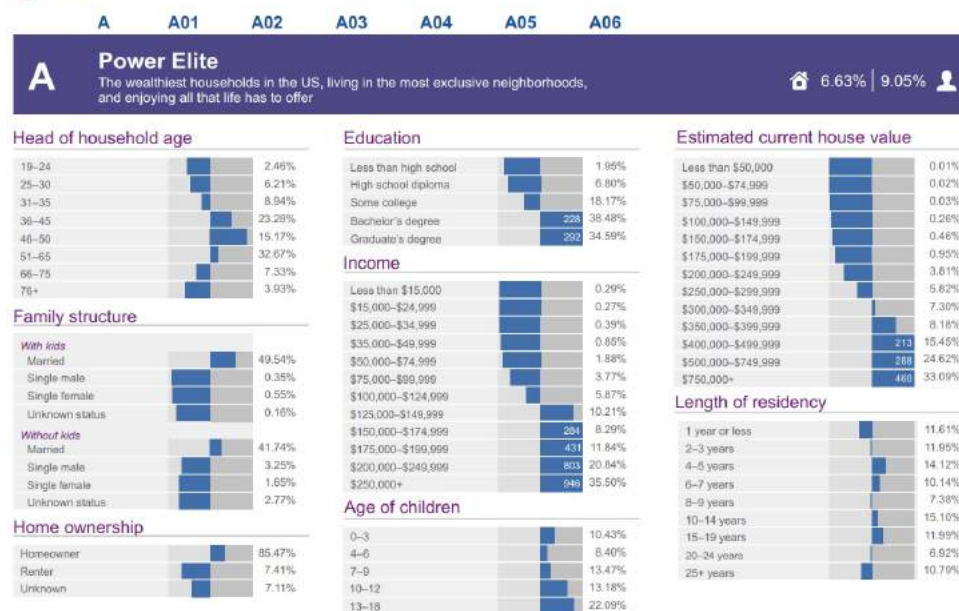 A A01 A02 A03 A04 A05 A06
A
Power Elite
The wealthiest households in the US, living in the most exclusive neighborhoods,
and enjoying all that life has to offer
6.63% | 9.05%
Head of household age
19–24 2.46%
25–30 6.21%
31–35 8.94%
36–45 23.28%
46–50 15.17%
51–65 32.67%
66–75 7.33%
76+ 3.93%
Family structure
With kids
Married 49.54%
Single male 0.35%
Single female 0.55%
Unknown status 0.16%
Without kids
Married 41.74%
Single male 3.25%
Single female 1.65%
Unknown status 2.77%
Home ownership
Homeowner 85.47%
Renter 7.41%
Unknown 7.11%
Education
Less than high school 1.95%
High school diploma 6.80%
Some college 18.17%
Bachelor's degree 228 38.48%
Graduate's degree 292 34.59%
Income
Less than $15,000 0.29%
$15,000–$24,999 0.27%
$25,000–$34,999 0.39%
$35,000–$49,999 0.85%
$50,000–$74,999 1.88%
$75,000–$99,999 3.77%
$100,000–$124,999 5.87%
$125,000–$149,999 10.21%
$150,000–$174,999 284 8.29%
$175,000–$199,999 431 11.84%
$200,000–$249,999 803 20.84%
$250,000+ 946 35.50%
Age of children
0–3 10.43%
4–6 8.40%
7–9 13.47%
10–12 13.18%
13–18 22.09%
Estimated current house value
Less than $50,000 0.01%
$50,000–$74,999 0.02%
$75,000–$99,999 0.03%
$100,000–$149,999 0.26%
$150,000–$174,999 0.46%
$175,000–$199,999 0.95%
$200,000–$249,999 3.81%
$250,000–$299,999 5.82%
$300,000–$349,999 7.30%
$350,000–$399,999 8.18%
$400,000–$499,999 213 15.45%
$500,000–$749,999 288 24.62%
$750,000+ 460 33.09%
Length of residency
1 year or less 11.61%
2–3 years 11.95%
4–5 years 14.12%
6–7 years 10.14%
8–9 years 7.38%
10–14 years 15.10%
15–19 years 11.99%
20–24 years 6.92%
25+ years 10.79%